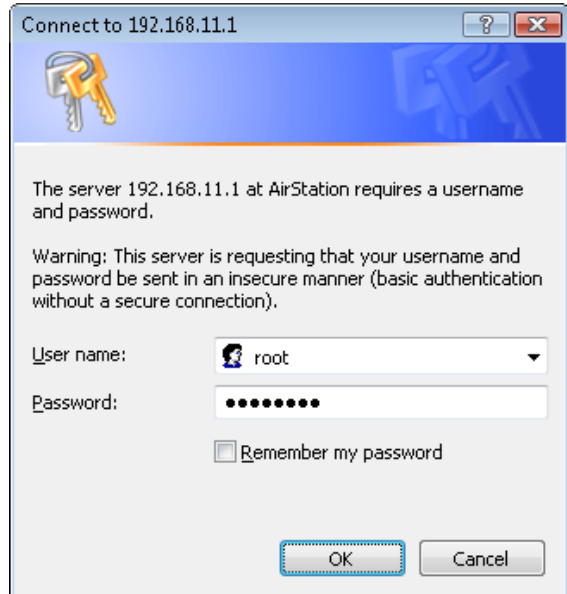 Connect to 192.168.11.1
The server 192.168.11.1 at AirStation requires a username
and password.
Warning: This server is requesting that your username and
password be sent in an insecure manner (basic authentication
without a secure connection).
User name:
root
Password:
••••••••
Remember my password
OK
Cancel